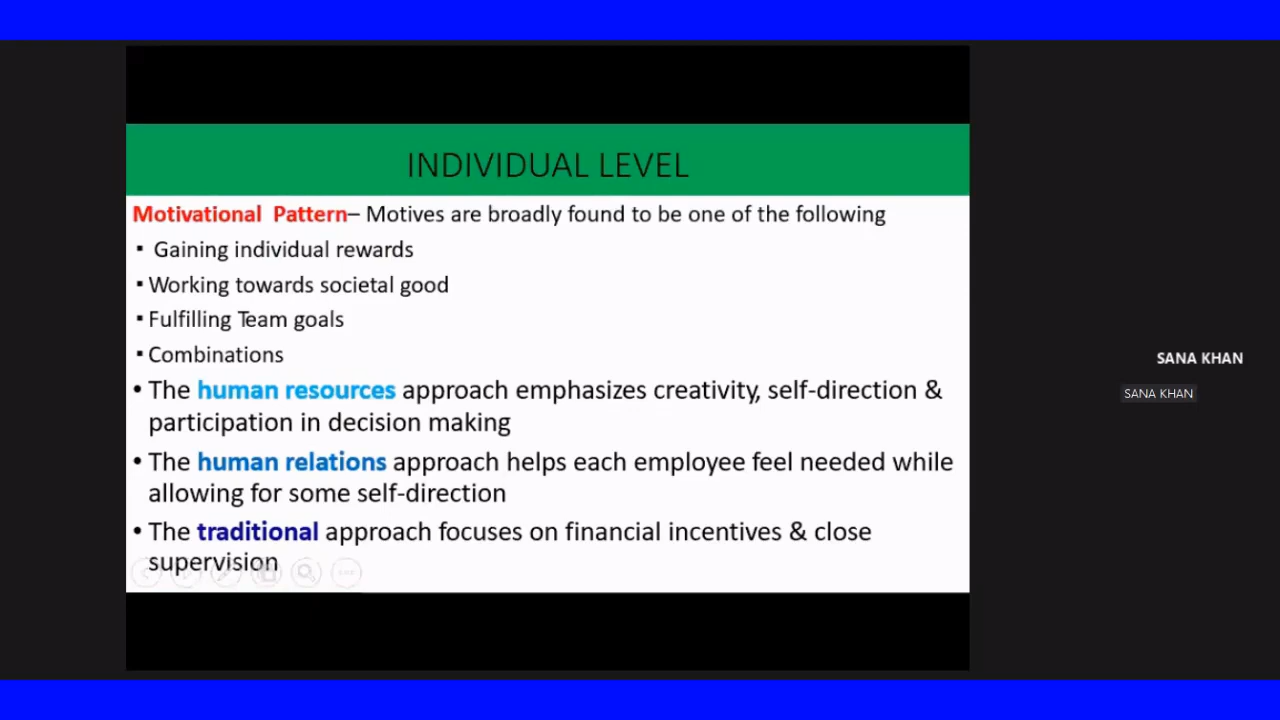 INDIVIDUAL LEVEL
Motivational Pattern– Motives are broadly found to be one of the following
▪ Gaining individual rewards
▪ Working towards societal good
▪ Fulfilling Team goals
▪ Combinations
• The human resources approach emphasizes creativity, self-direction &
participation in decision making
• The human relations approach helps each employee feel needed while
allowing for some self-direction
• The traditional approach focuses on financial incentives & close
supervision
SANA KHAN
SANA KHAN